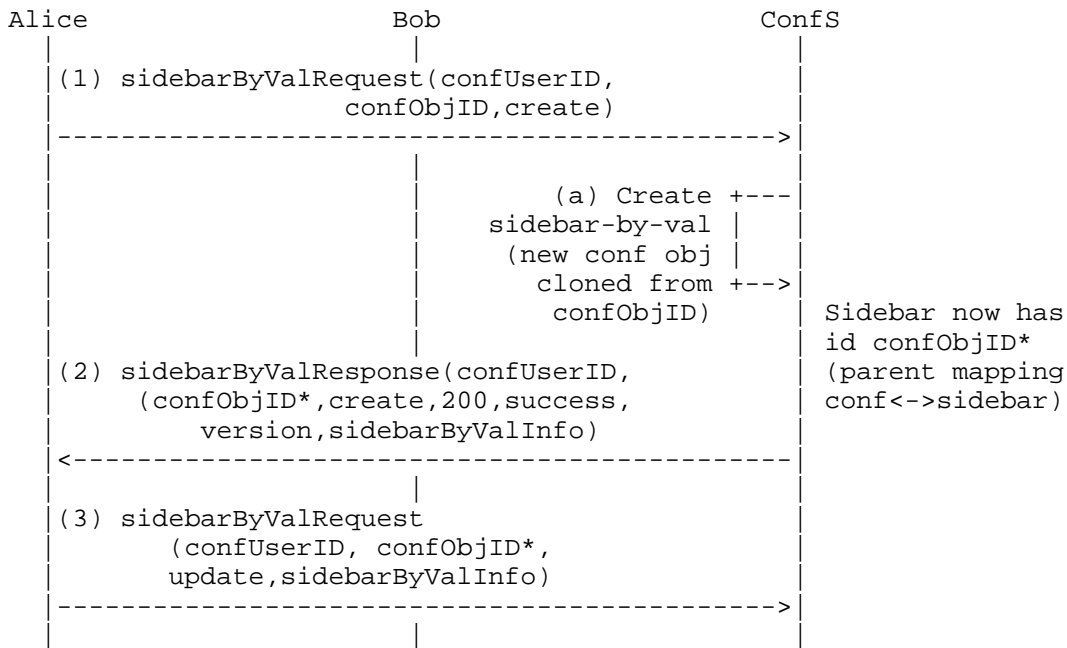 Alice Bob ConfS
(1) sidebarByValRequest(confUserID,
confObjID,create)
(a) Create
sidebar-by-val
(new conf obj
cloned from
confObjID) Sidebar now has
id confObjID*
(2) sidebarByValResponse(confUserID, (parent mapping
(confObjID*,create,200,success, conf<->sidebar)
version,sidebarByValInfo)
(3) sidebarByValRequest
(confUserID, confObjID*,
update,sidebarByValInfo)